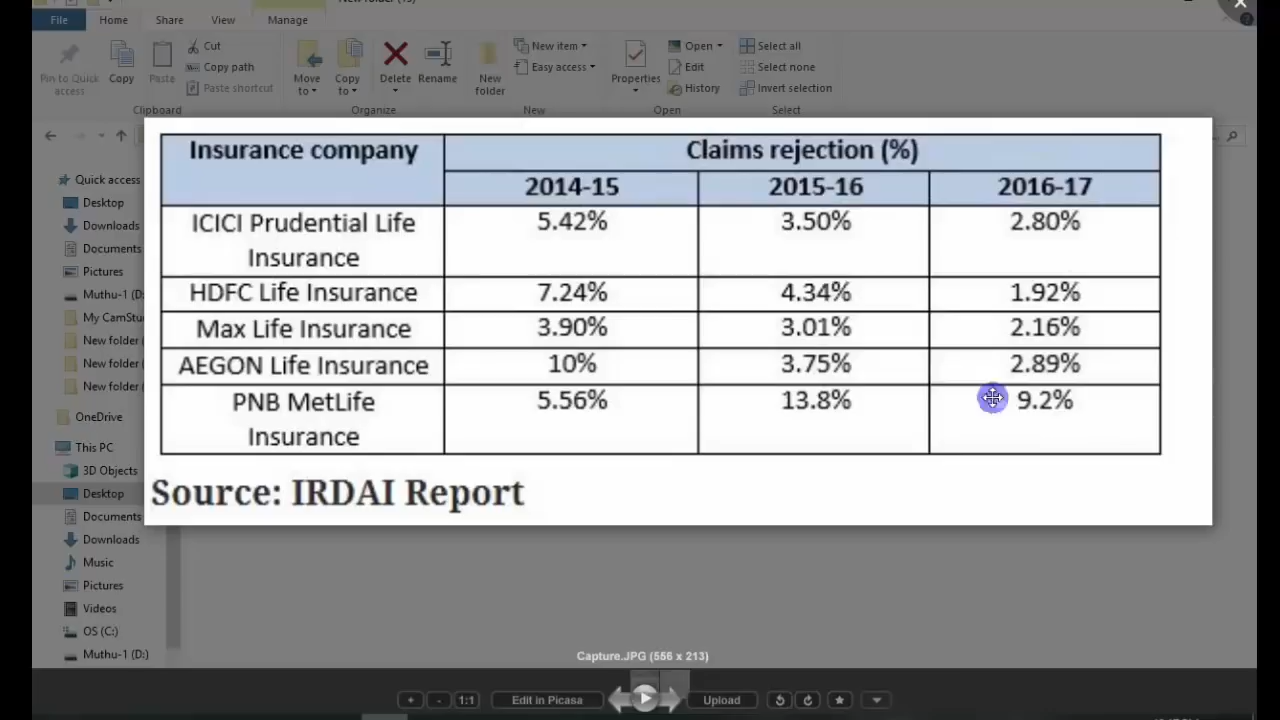 New folder (15)
File Home Share View Manage
Pin to Quick access
Copy
Paste
Cut
Copy path
Paste shortcut
Move to
Copy to
Delete
Rename
New folder
New item
Easy access
Properties
Open
Edit
History
Select all
Select none
Invert selection
Clipboard Organize New Open Select
Quick access
Desktop
Downloads
Documents
Pictures
Muthu-1 (D:
My CamStu
New folder
New folder
New folder
OneDrive
This PC
3D Objects
Desktop
Documents
Downloads
Music
Pictures
Videos
OS (C:)
Muthu-1 (D:)
Insurance company Claims rejection (%)
2014-15 2015-16 2016-17
ICICI Prudential Life 5.42% 3.50% 2.80%
Insurance
HDFC Life Insurance 7.24% 4.34% 1.92%
Max Life Insurance 3.90% 3.01% 2.16%
AEGON Life Insurance 10% 3.75% 2.89%
PNB MetLife 5.56% 13.8% 9.2%
Insurance
Source: IRDAI Report
Capture.JPG (556 x 213)
+ - 1:1 Edit in Picasa Upload